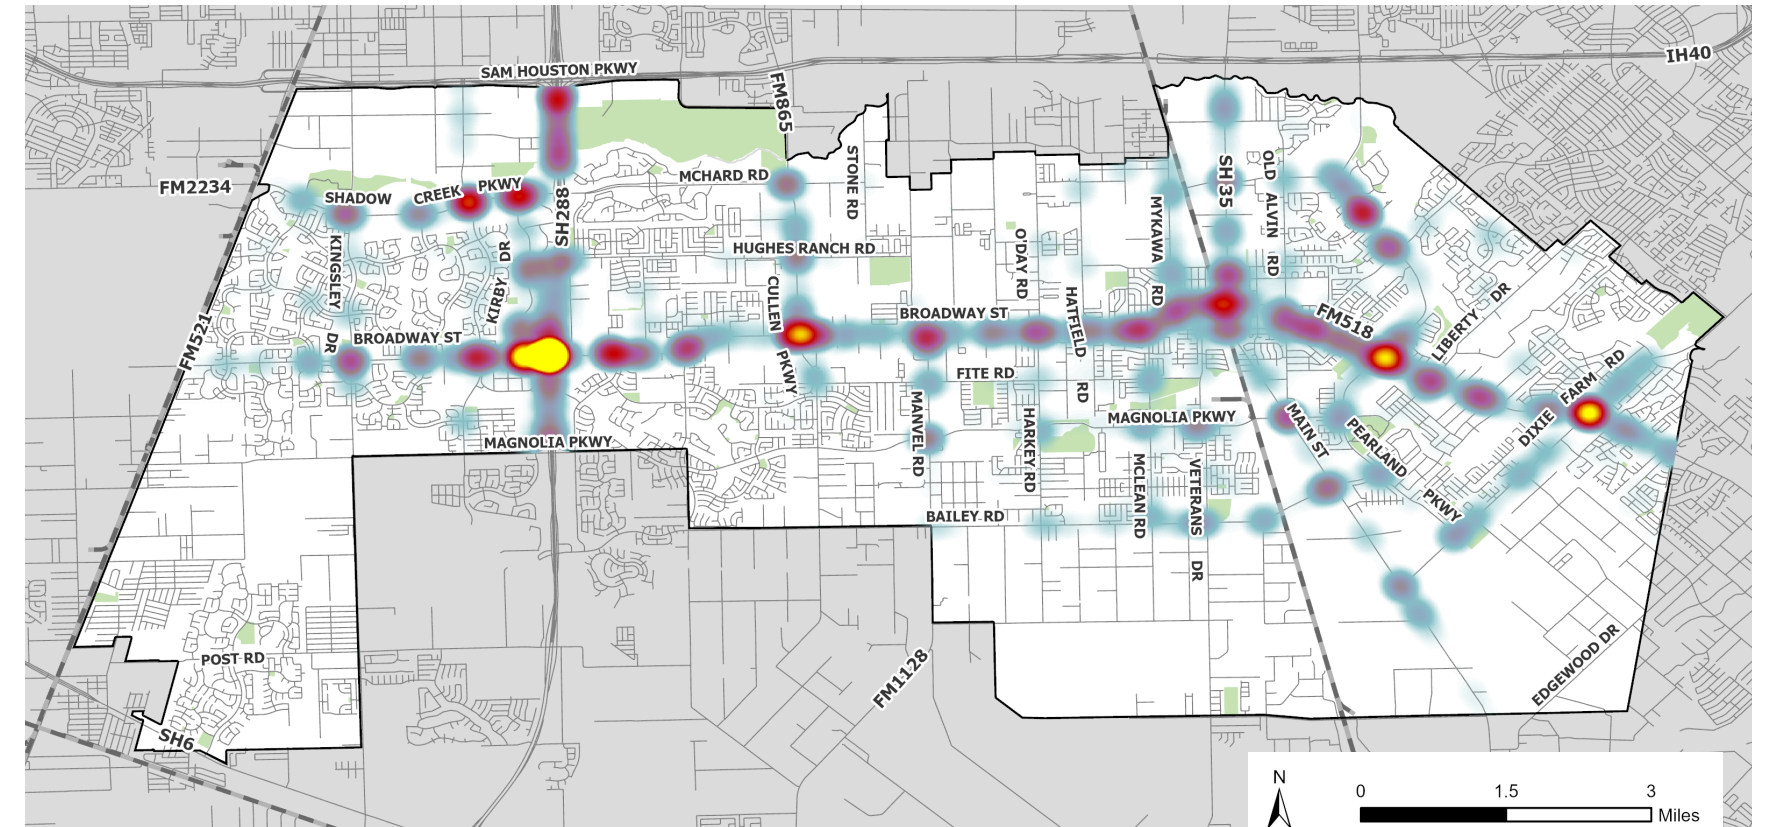 IH40
SAM HOUSTON PKWY
FM865
FM2234
SHADOW CREEK PKWY
SH288
MCHARD RD
STONE RD
SH35
OLD ALVIN RD
MYKAWA RD
KINGSLEY DR
KIRBY DR
HUGHES RANCH RD
O'DAY RD
CULLEN PKWY
HATFIELD RD
BROADWAY ST
BROADWAY ST
FM518
LIBERTY DR
FM521
FITE RD
MANVEL RD
HARKEY RD
MAGNOLIA PKWY
MAGNOLIA PKWY
MAIN ST
PEARLAND PKWY
DIXIE FARM RD
MCLEAN RD
VETERANS DR
BAILEY RD
POST RD
FM1128
EDGEWOOD DR
SH6
N
0 1.5 3
Miles